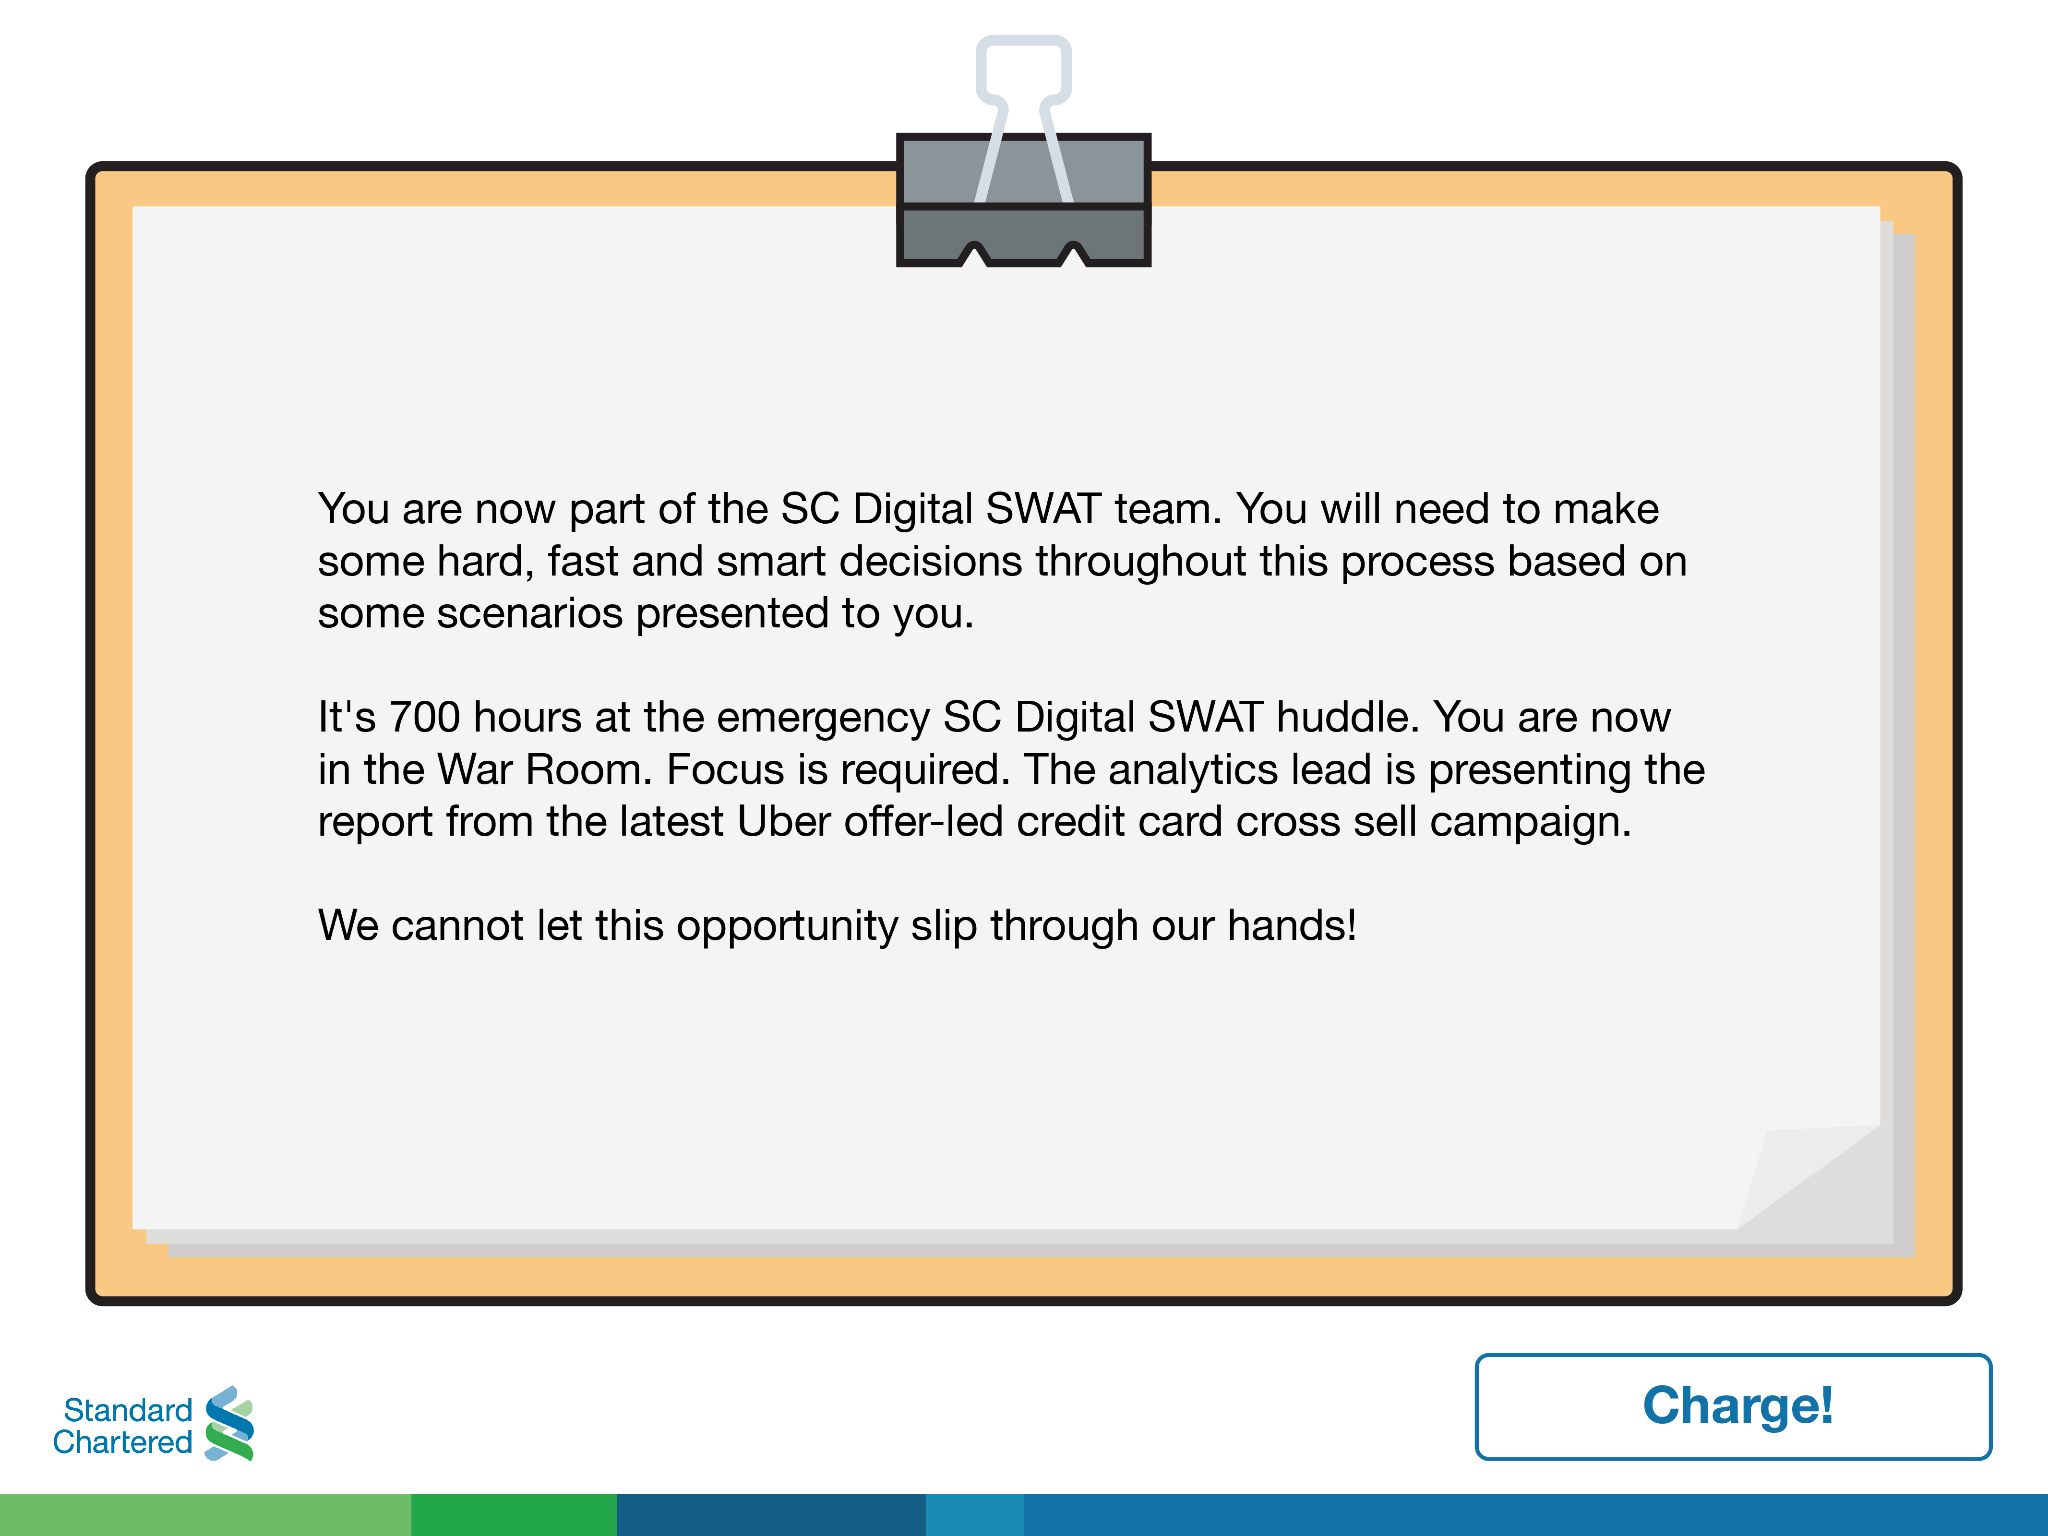 You are now part of the SC Digital SWAT team. You will need to make
some hard, fast and smart decisions throughout this process based on
some scenarios presented to you.
It's 700 hours at the emergency SC Digital SWAT huddle. You are now
in the War Room. Focus is required. The analytics lead is presenting the
report from the latest Uber offer-led credit card cross sell campaign.
We cannot let this opportunity slip through our hands!
Standard
Chartered
Charge!